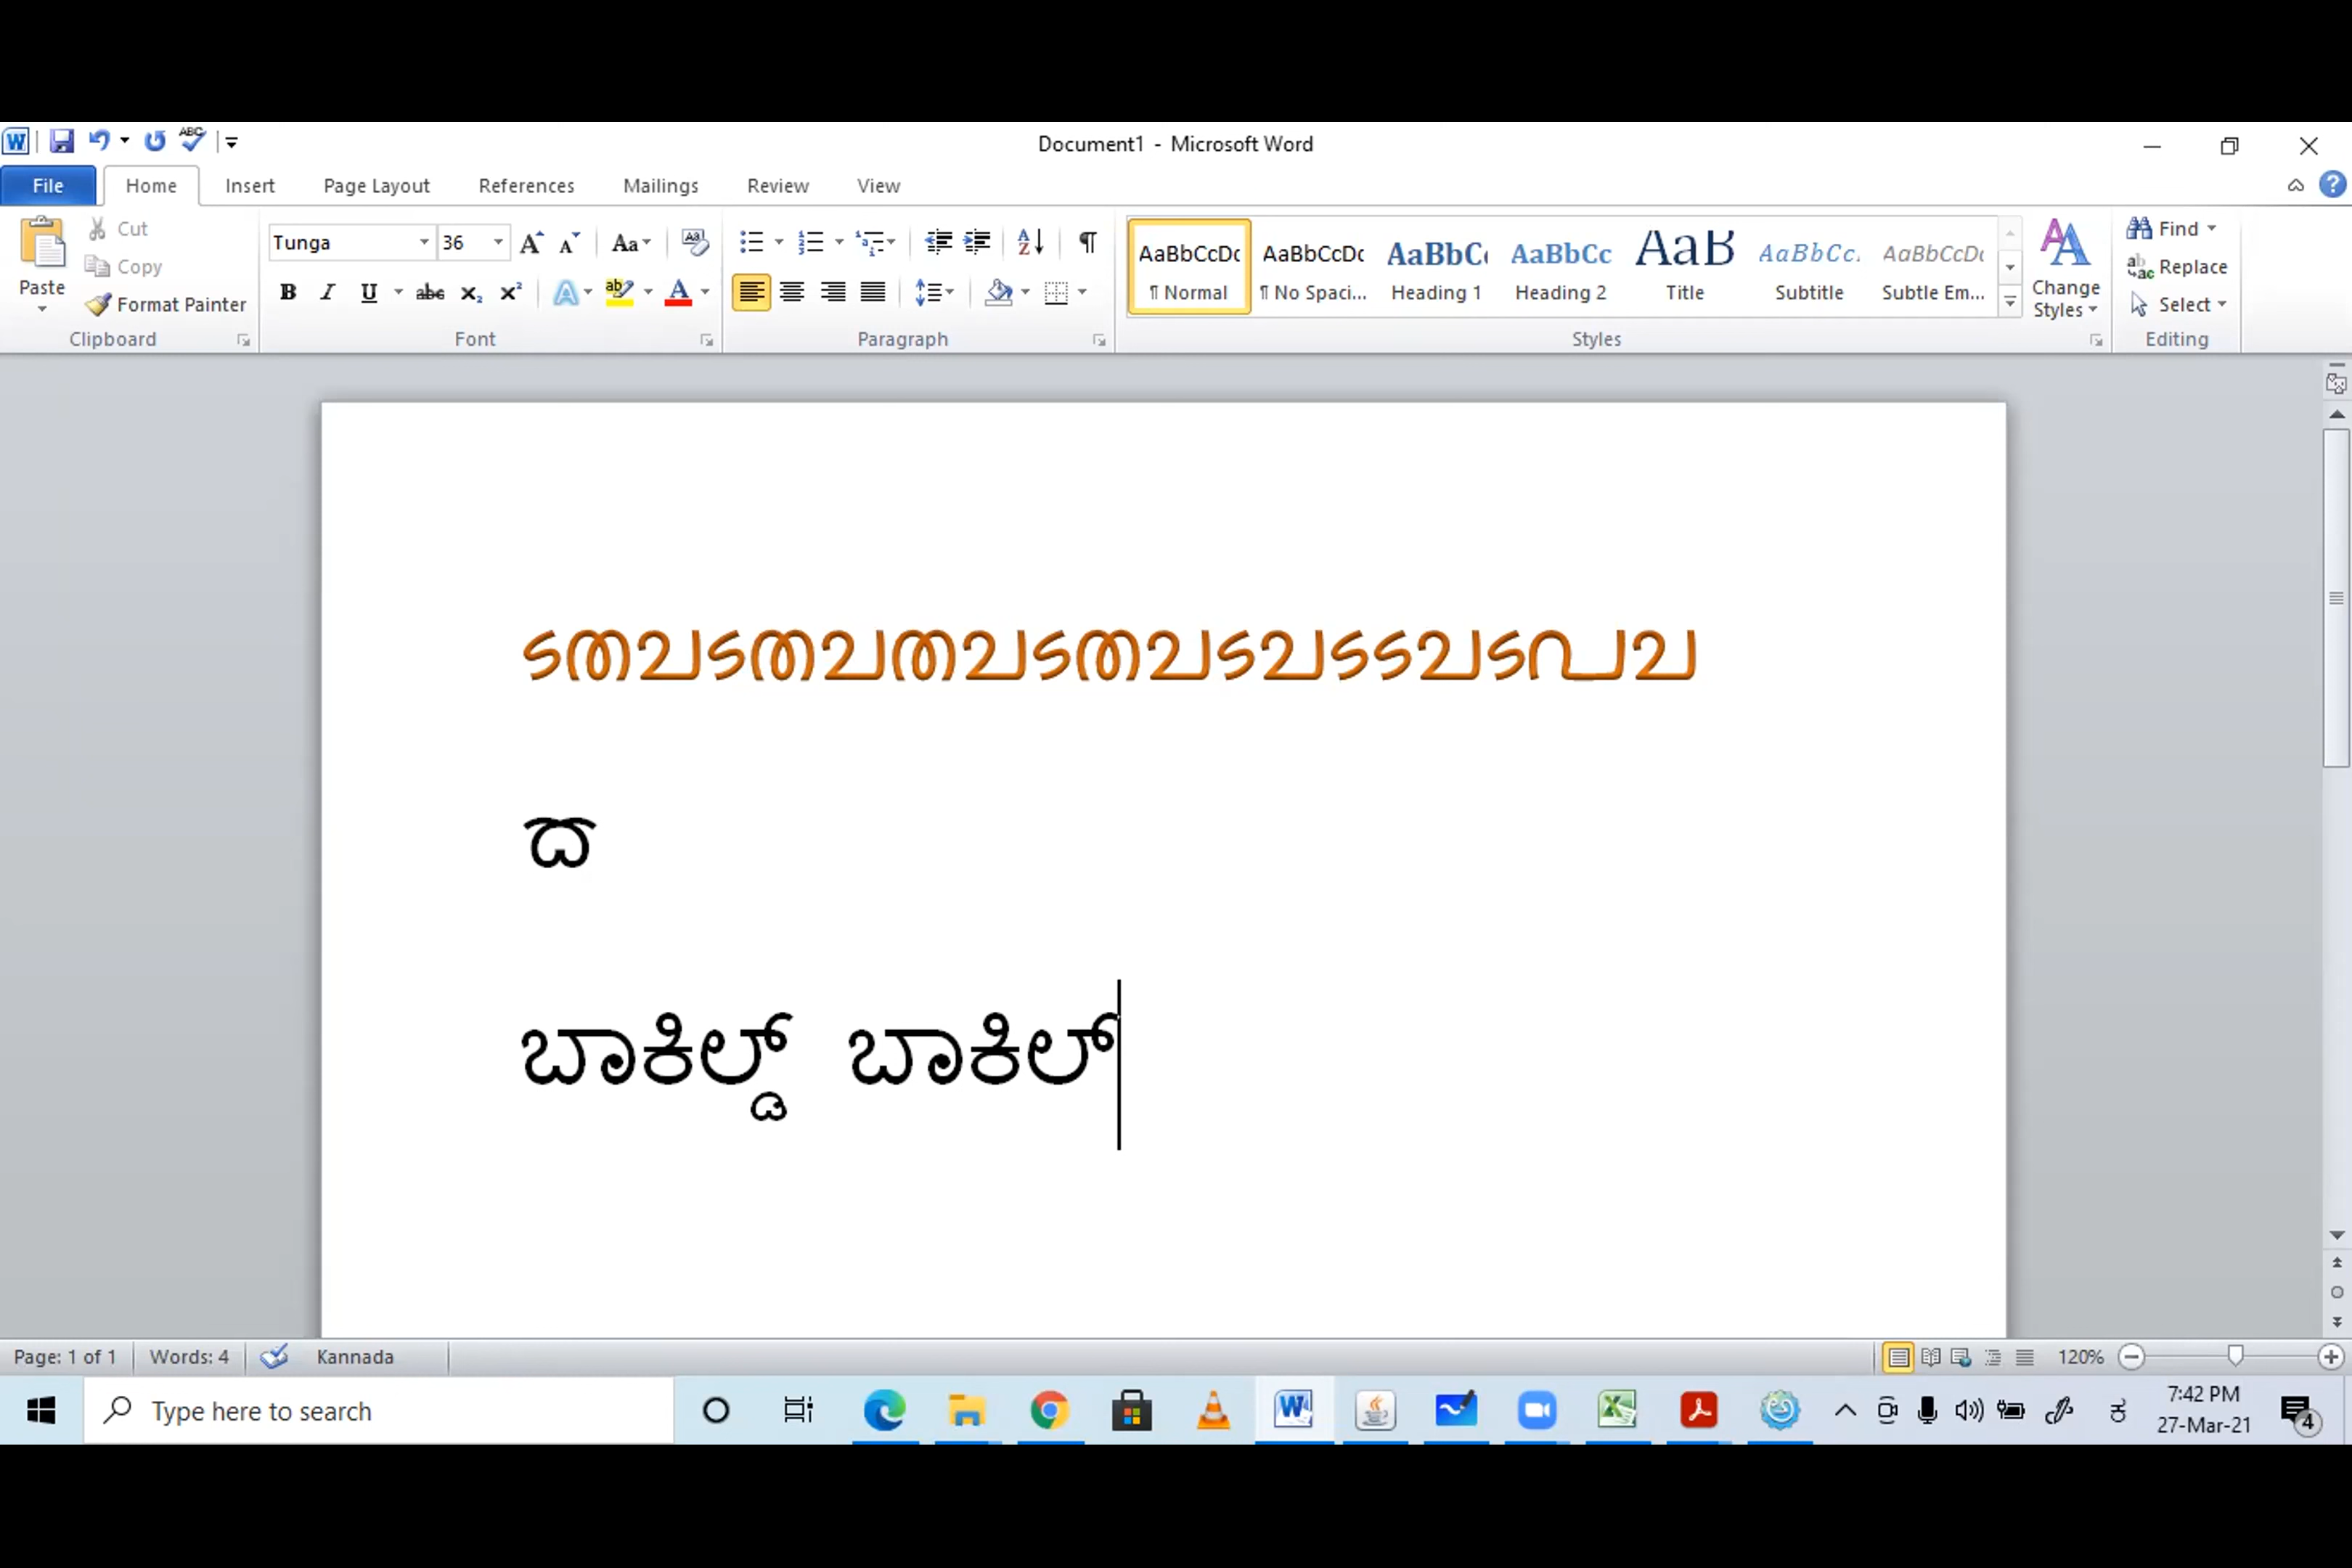 Document1 - Microsoft Word
File Home Insert Page Layout References Mailings Review View
Paste Cut Copy Format Painter Clipboard
Tunga 36 Font
Paragraph
AaBbCcDc ¶ Normal AaBbCcDc ¶ No Spaci... AaBbC Heading 1 AaBbCc Heading 2 AaB Title AaBbCc. Subtitle AaBbCcDc Subtle Em... Change Styles Styles
Find Replace Select Editing
ടതവടതവതവടതവടവടടവടവപവ
ದ
ಬಾಕಿಲ್ಡ್ ಬಾಕಿಲ್
Page: 1 of 1 Words: 4 Kannada 120%
Type here to search ಕ 7:42 PM
27-Mar-21 4